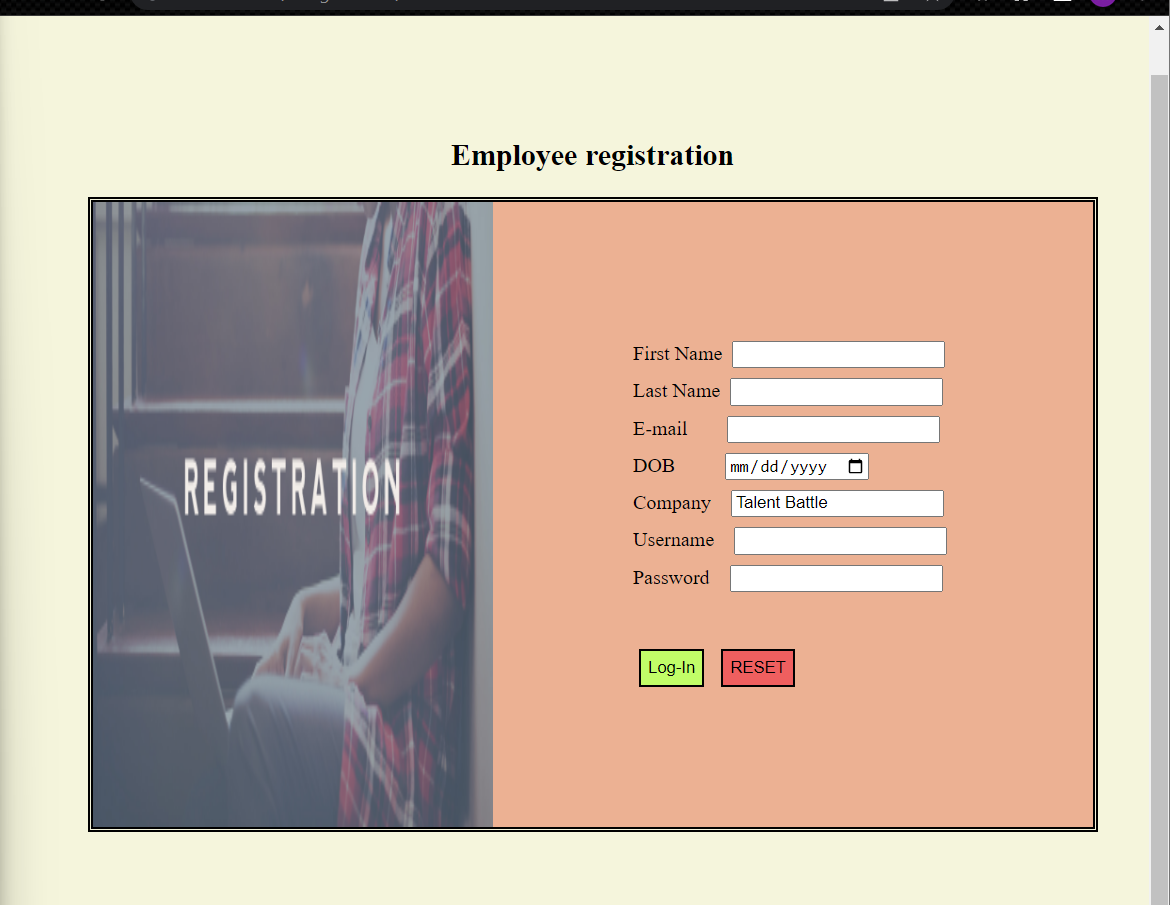 Employee registration
REGISTRATION
First Name
Last Name
E-mail
DOB mm/dd/yyyy
Company Talent Battle
Username
Password
Log-In RESET